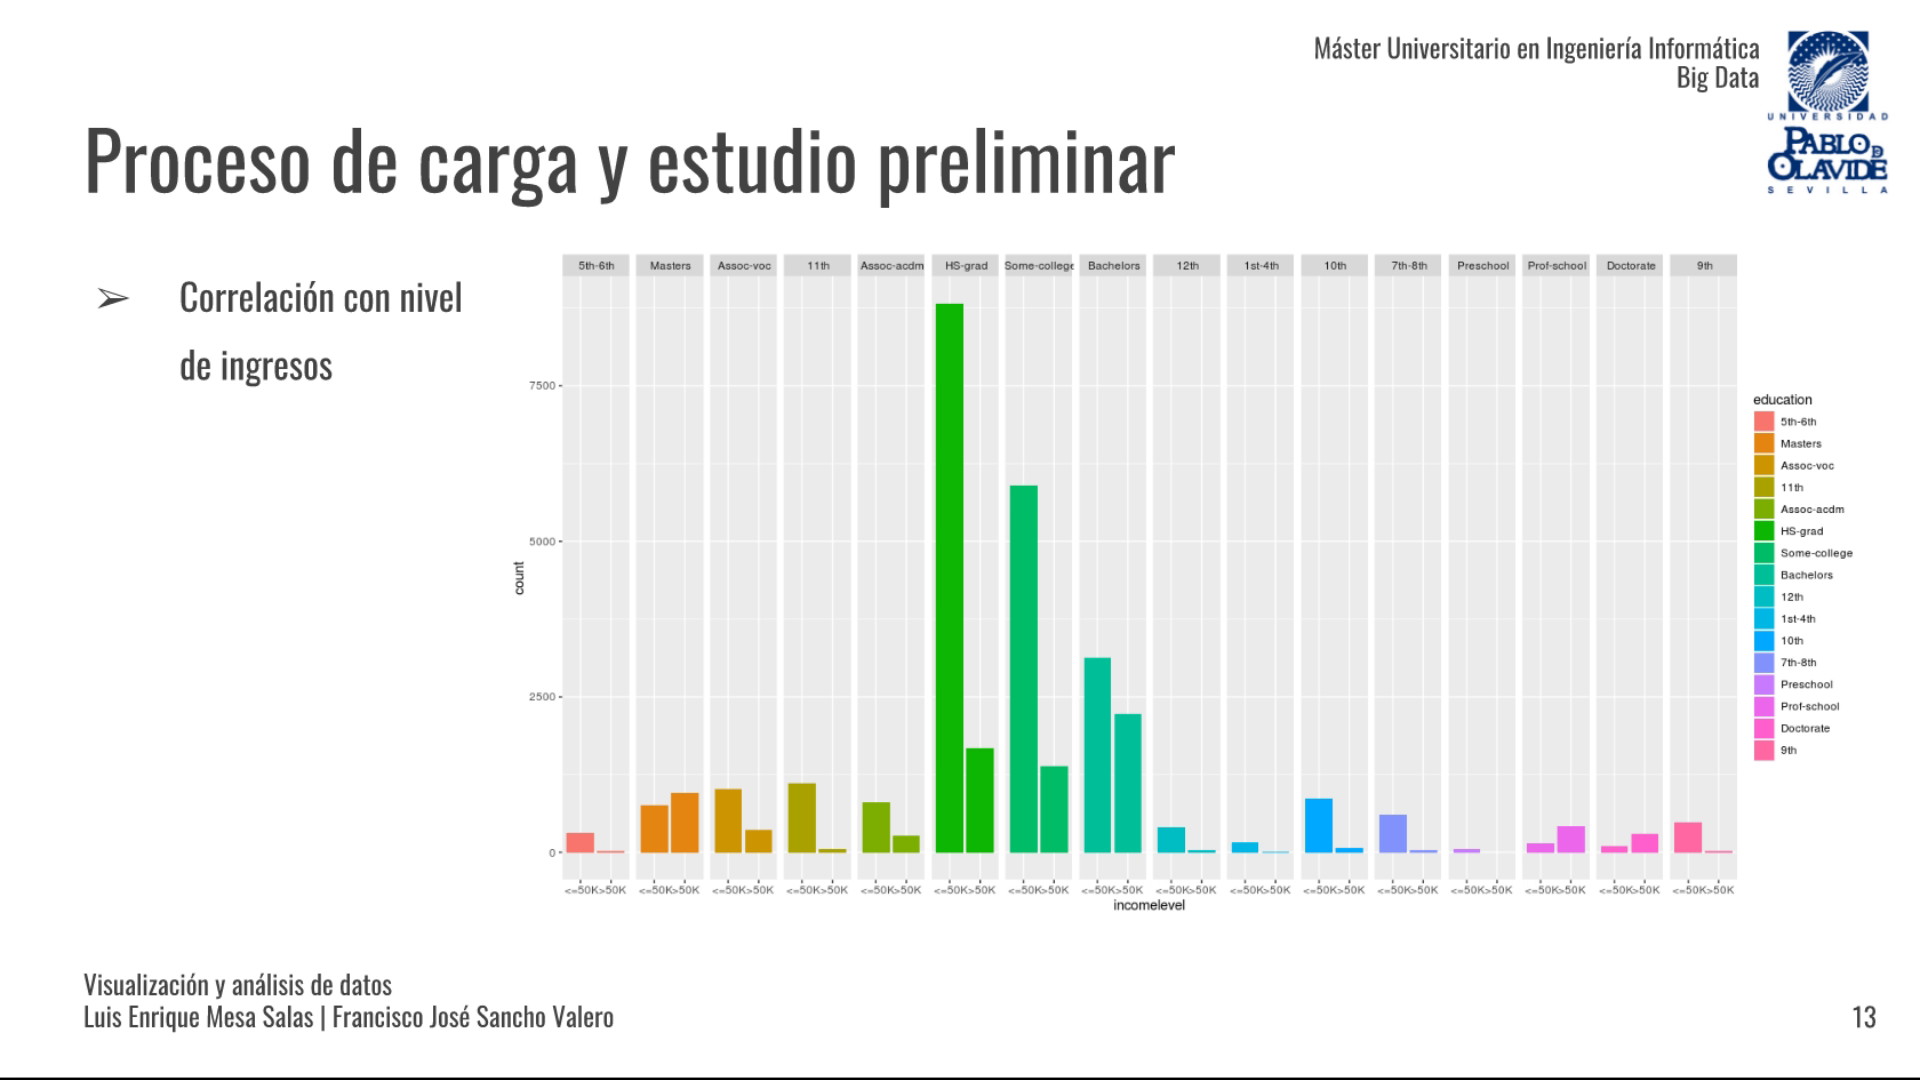 Máster Universitario en Ingeniería Informática
Big Data
UNIVERSIDAD
PABLO DE
OLAVIDE
SEVILLA
Proceso de carga y estudio preliminar
➢ Correlación con nivel
de ingresos
5th-6th Masters Assoc-voc 11th Assoc-acdm HS-grad Some-college Bachelors 12th 1st-4th 10th 7th-8th Preschool Prof-school Doctorate 9th
7500
5000
2500
0
count
<=50K>50K <=50K>50K <=50K>50K <=50K>50K <=50K>50K <=50K>50K <=50K>50K <=50K>50K <=50K>50K <=50K>50K <=50K>50K <=50K>50K <=50K>50K <=50K>50K <=50K>50K <=50K>50K
incomelevel
education
5th-6th
Masters
Assoc-voc
11th
Assoc-acdm
HS-grad
Some-college
Bachelors
12th
1st-4th
10th
7th-8th
Preschool
Prof-school
Doctorate
9th
Visualización y análisis de datos
Luis Enrique Mesa Salas | Francisco José Sancho Valero
13